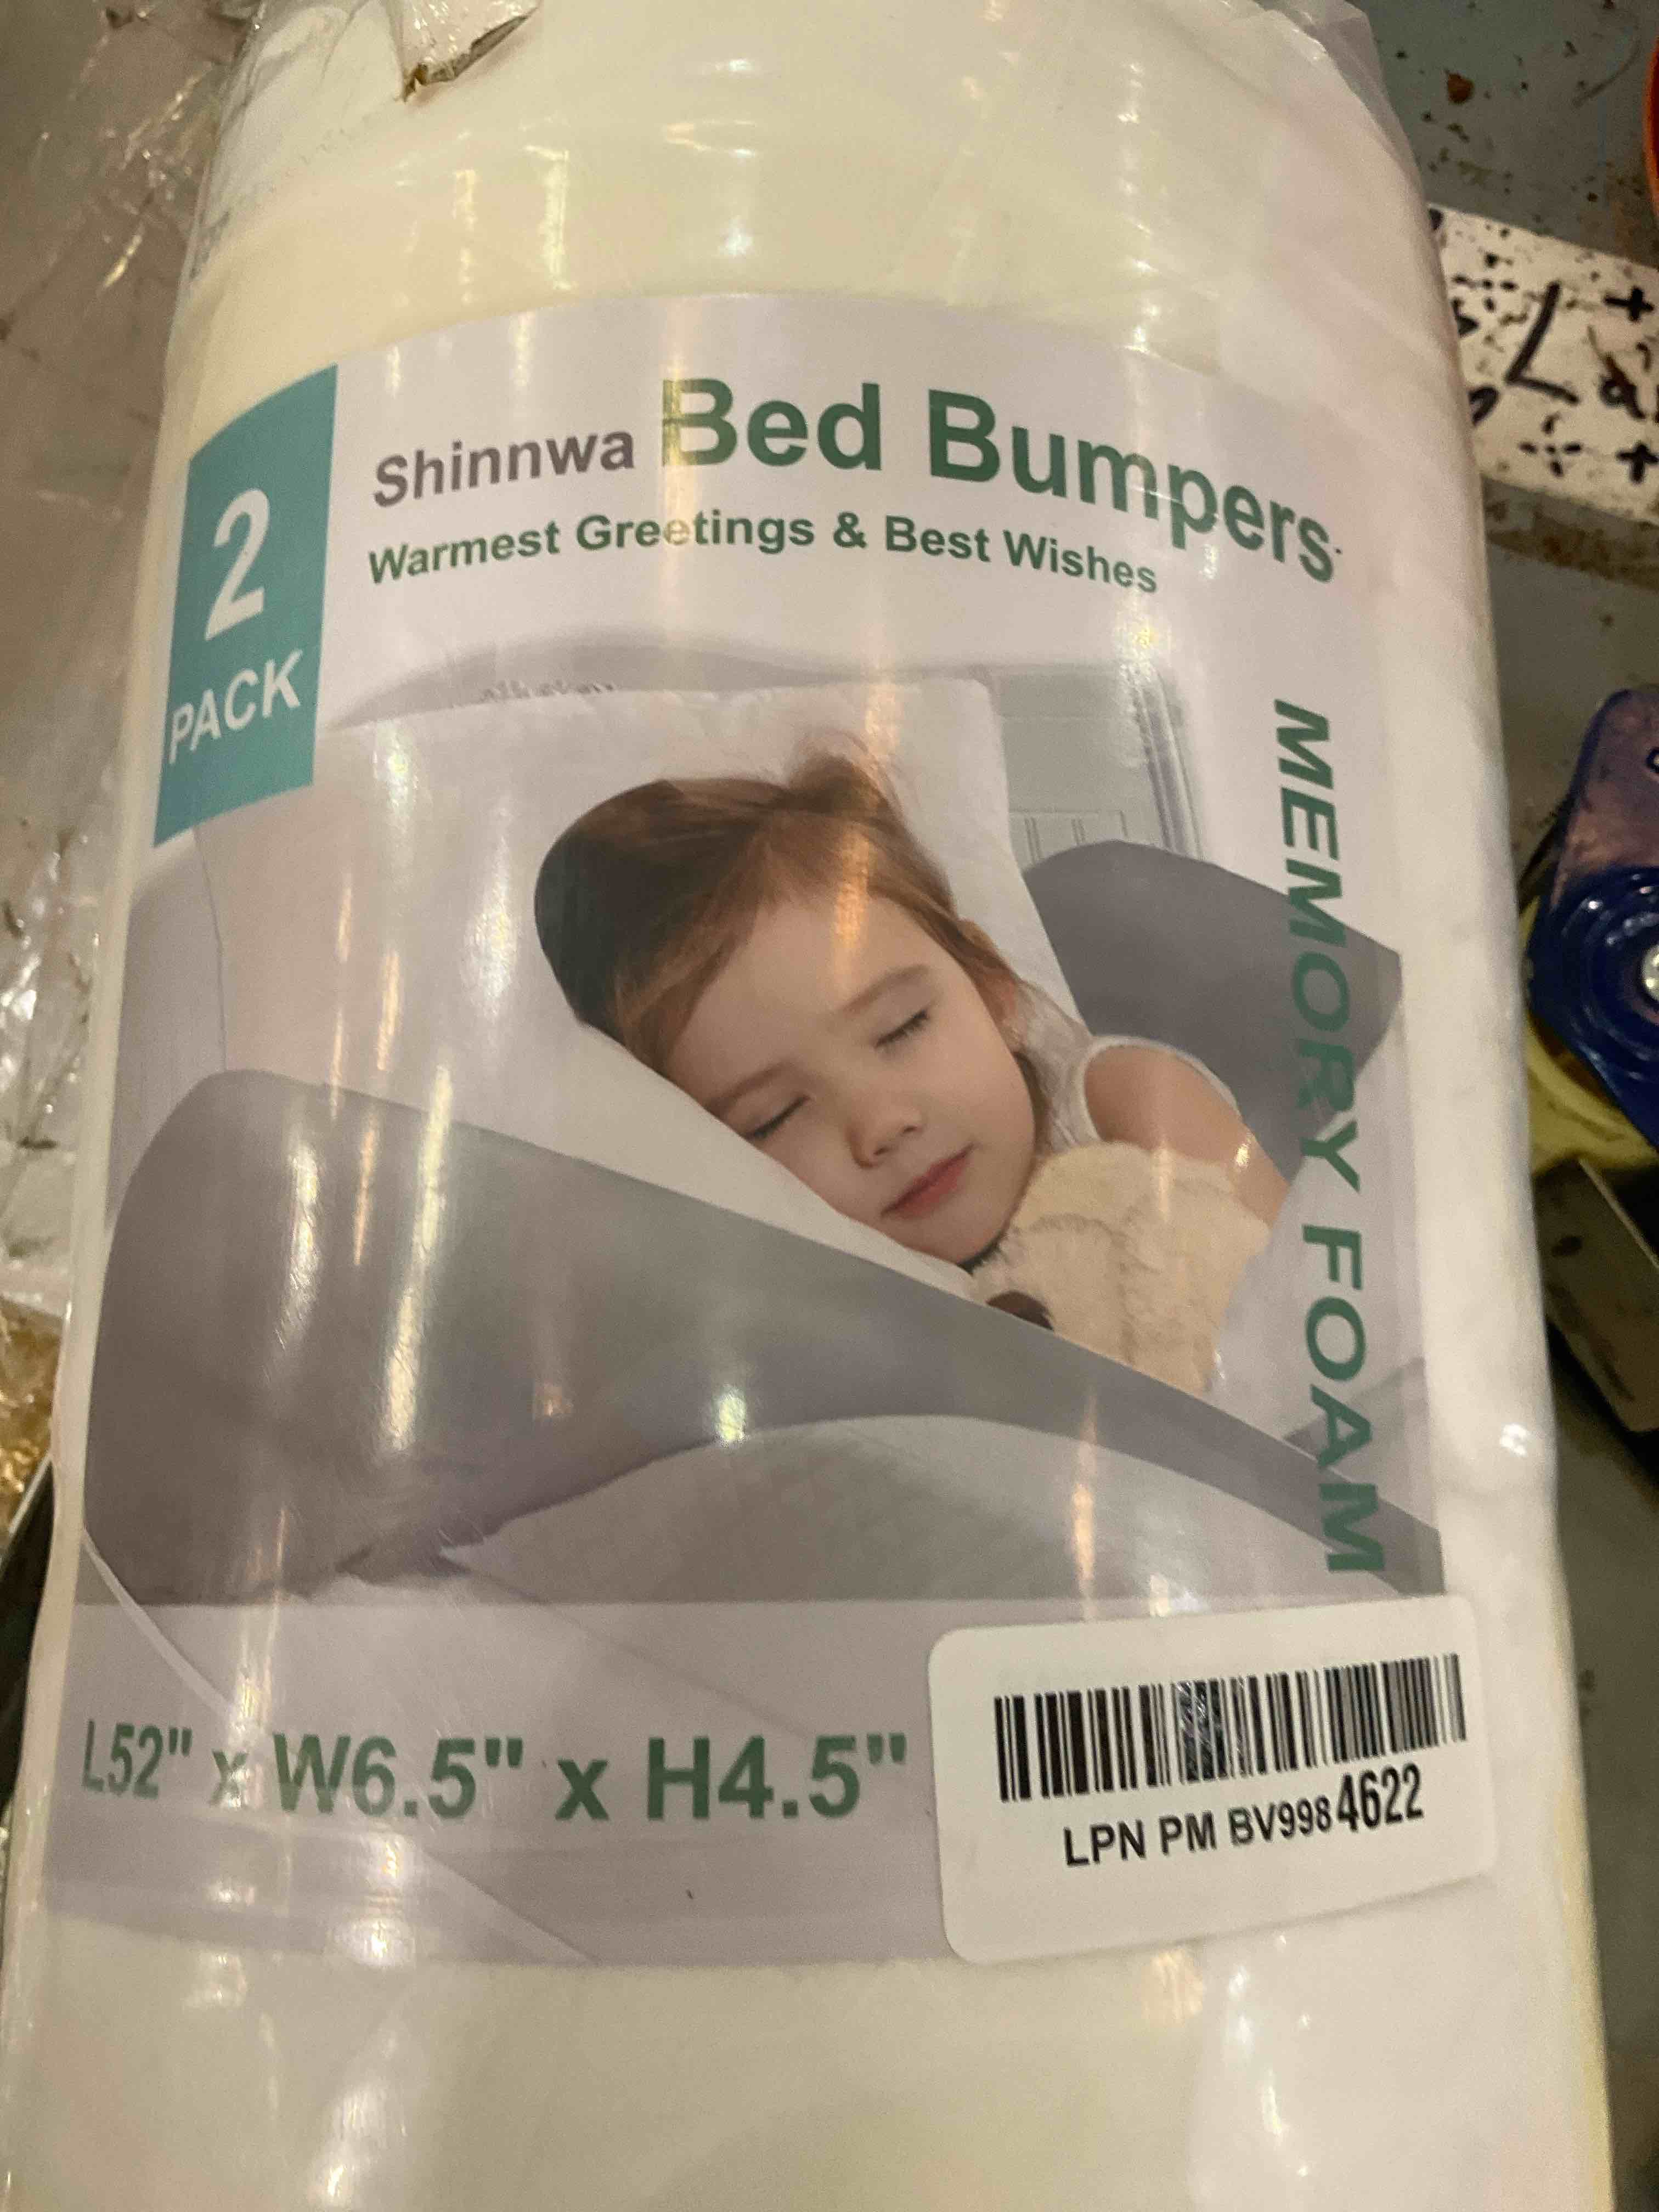 2
PACK
Shinnwa Bed Bumpers
Warmest Greetings & Best Wishes
MEMORY FOAM
L52" x W6.5" x H4.5"
LPN PM BV9984622